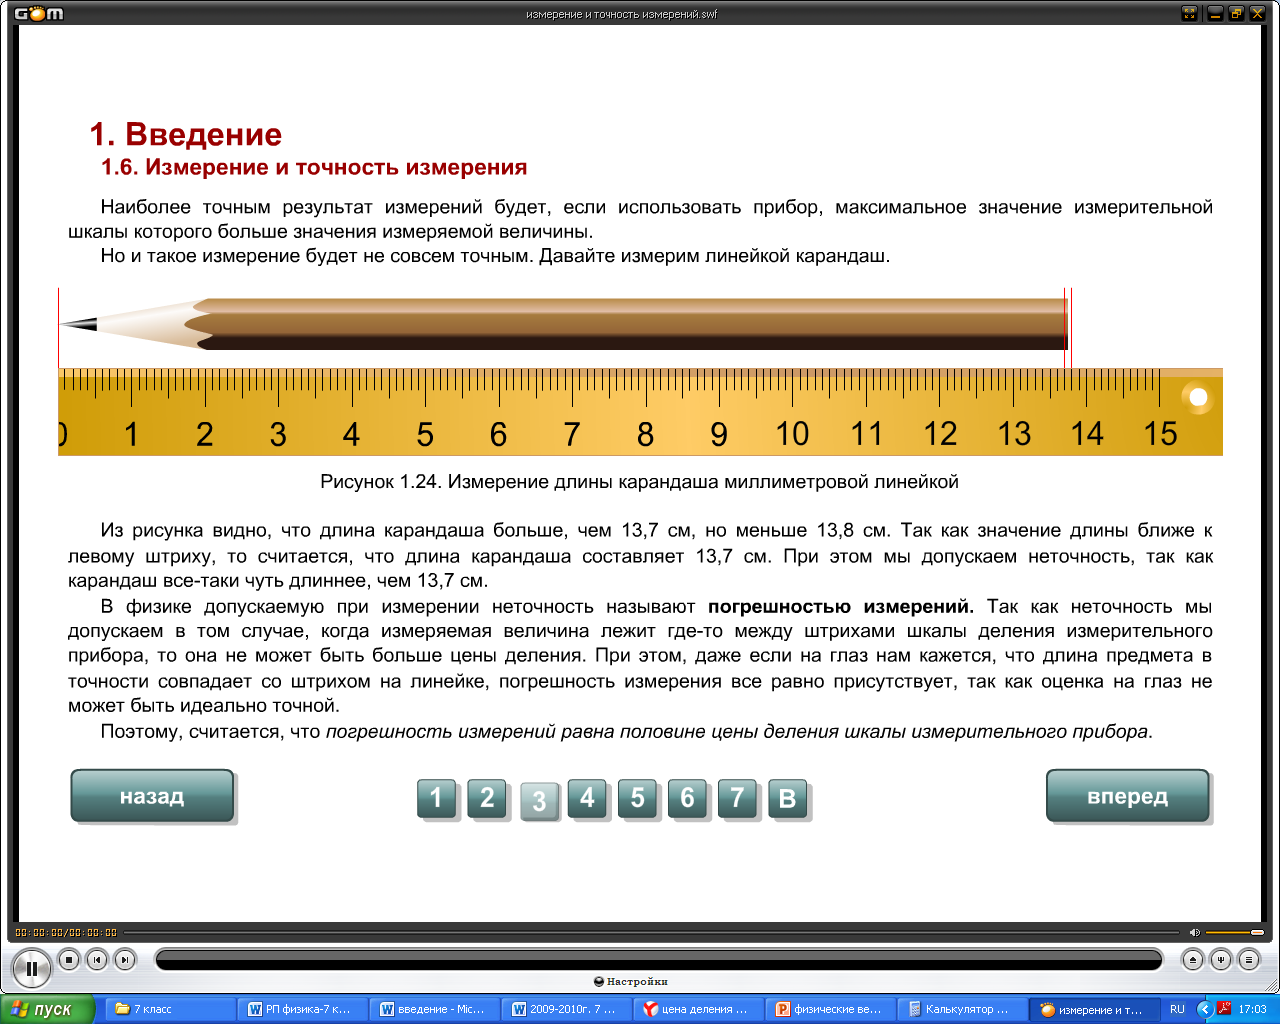 GOM
измерение и точность измерений.swf
1. Введение
1.6. Измерение и точность измерения
Наиболее точным результат измерений будет, если использовать прибор, максимальное значение измерительной
шкалы которого больше значения измеряемой величины.
Но и такое измерение будет не совсем точным. Давайте измерим линейкой карандаш.
0 1 2 3 4 5 6 7 8 9 10 11 12 13 14 15
Рисунок 1.24. Измерение длины карандаша миллиметровой линейкой
Из рисунка видно, что длина карандаша больше, чем 13,7 см, но меньше 13,8 см. Так как значение длины ближе к
левому штриху, то считается, что длина карандаша составляет 13,7 см. При этом мы допускаем неточность, так как
карандаш все-таки чуть длиннее, чем 13,7 см.
В физике допускаемую при измерении неточность называют погрешностью измерений. Так как неточность мы
допускаем в том случае, когда измеряемая величина лежит где-то между штрихами шкалы деления измерительного
прибора, то она не может быть больше цены деления. При этом, даже если на глаз нам кажется, что длина предмета в
точности совпадает со штрихом на линейке, погрешность измерения все равно присутствует, так как оценка на глаз не
может быть идеально точной.
Поэтому, считается, что погрешность измерений равна половине цены деления шкалы измерительного прибора.
назад 1 2 3 4 5 6 7 В вперед
00:00:00/00:00:00
Настройки
пуск 7 класс РП физика-7 к... введение - Mic... 2009-2010г. 7 ... цена деления ... физические ве... Калькулятор ... измерение и т... RU 17:03